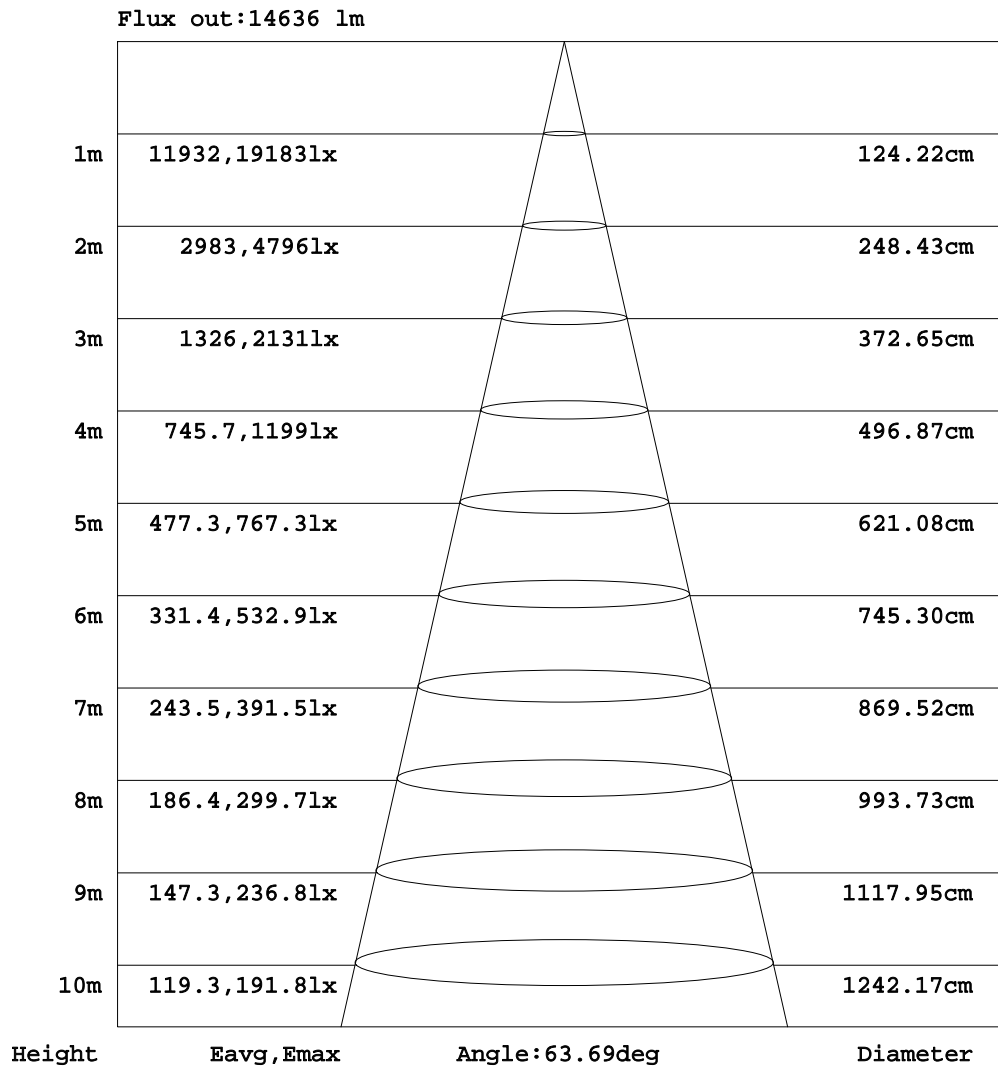 Flux out:14636 lm
1m 11932,19183lx 124.22cm
2m 2983,4796lx 248.43cm
3m 1326,2131lx 372.65cm
4m 745.7,1199lx 496.87cm
5m 477.3,767.3lx 621.08cm
6m 331.4,532.9lx 745.30cm
7m 243.5,391.5lx 869.52cm
8m 186.4,299.7lx 993.73cm
9m 147.3,236.8lx 1117.95cm
10m 119.3,191.8lx 1242.17cm
Height Eavg,Emax Angle:63.69deg Diameter